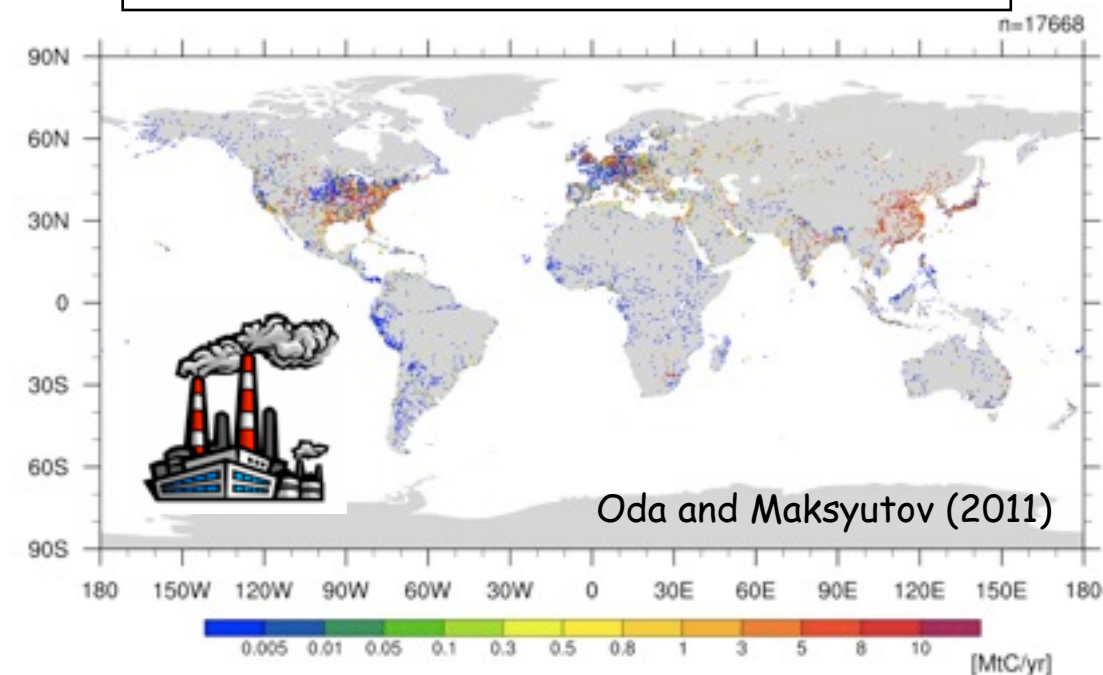 n=17668
90N
60N
30N
0
30S
60S
90S
Oda and Maksyutov (2011)
180 150W 120W 90W 60W 30W 0 30E 60E 90E 120E 150E 180
0.005 0.01 0.05 0.1 0.3 0.5 0.8 1 3 5 8 10
[MtC/yr]